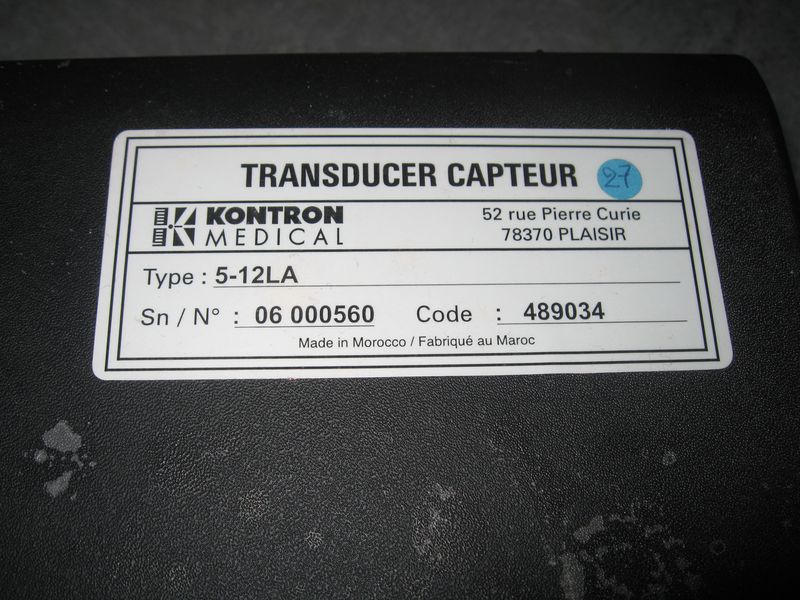 TRANSDUCER CAPTEUR 27
KONTRON
MEDICAL
52 rue Pierre Curie
78370 PLAISIR
Type : 5-12LA
Sn / N° : 06 000560 Code : 489034
Made in Morocco / Fabriqué au Maroc